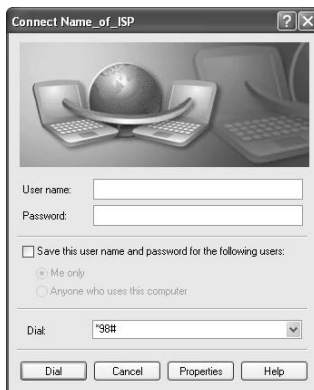 Connect Name_of_ISP
User name:
Password:
Save this user name and password for the following users:
Me only
Anyone who uses this computer
Dial: *98#
Dial Cancel Properties Help